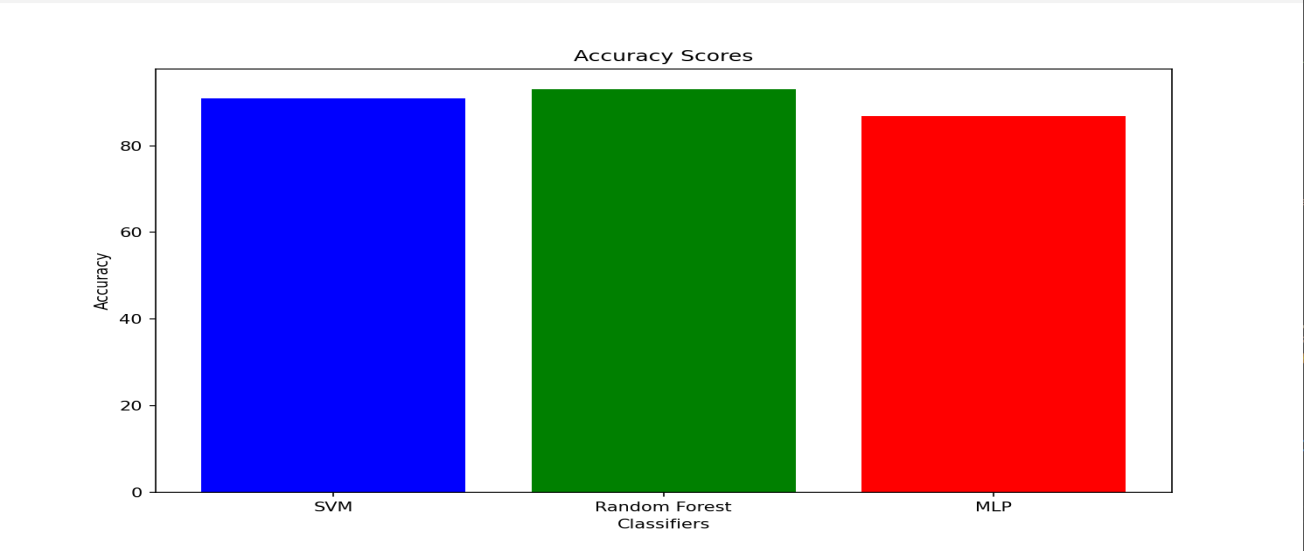 Accuracy Scores
Accuracy
80
60
40
20
0
SVM
Random Forest
MLP
Classifiers